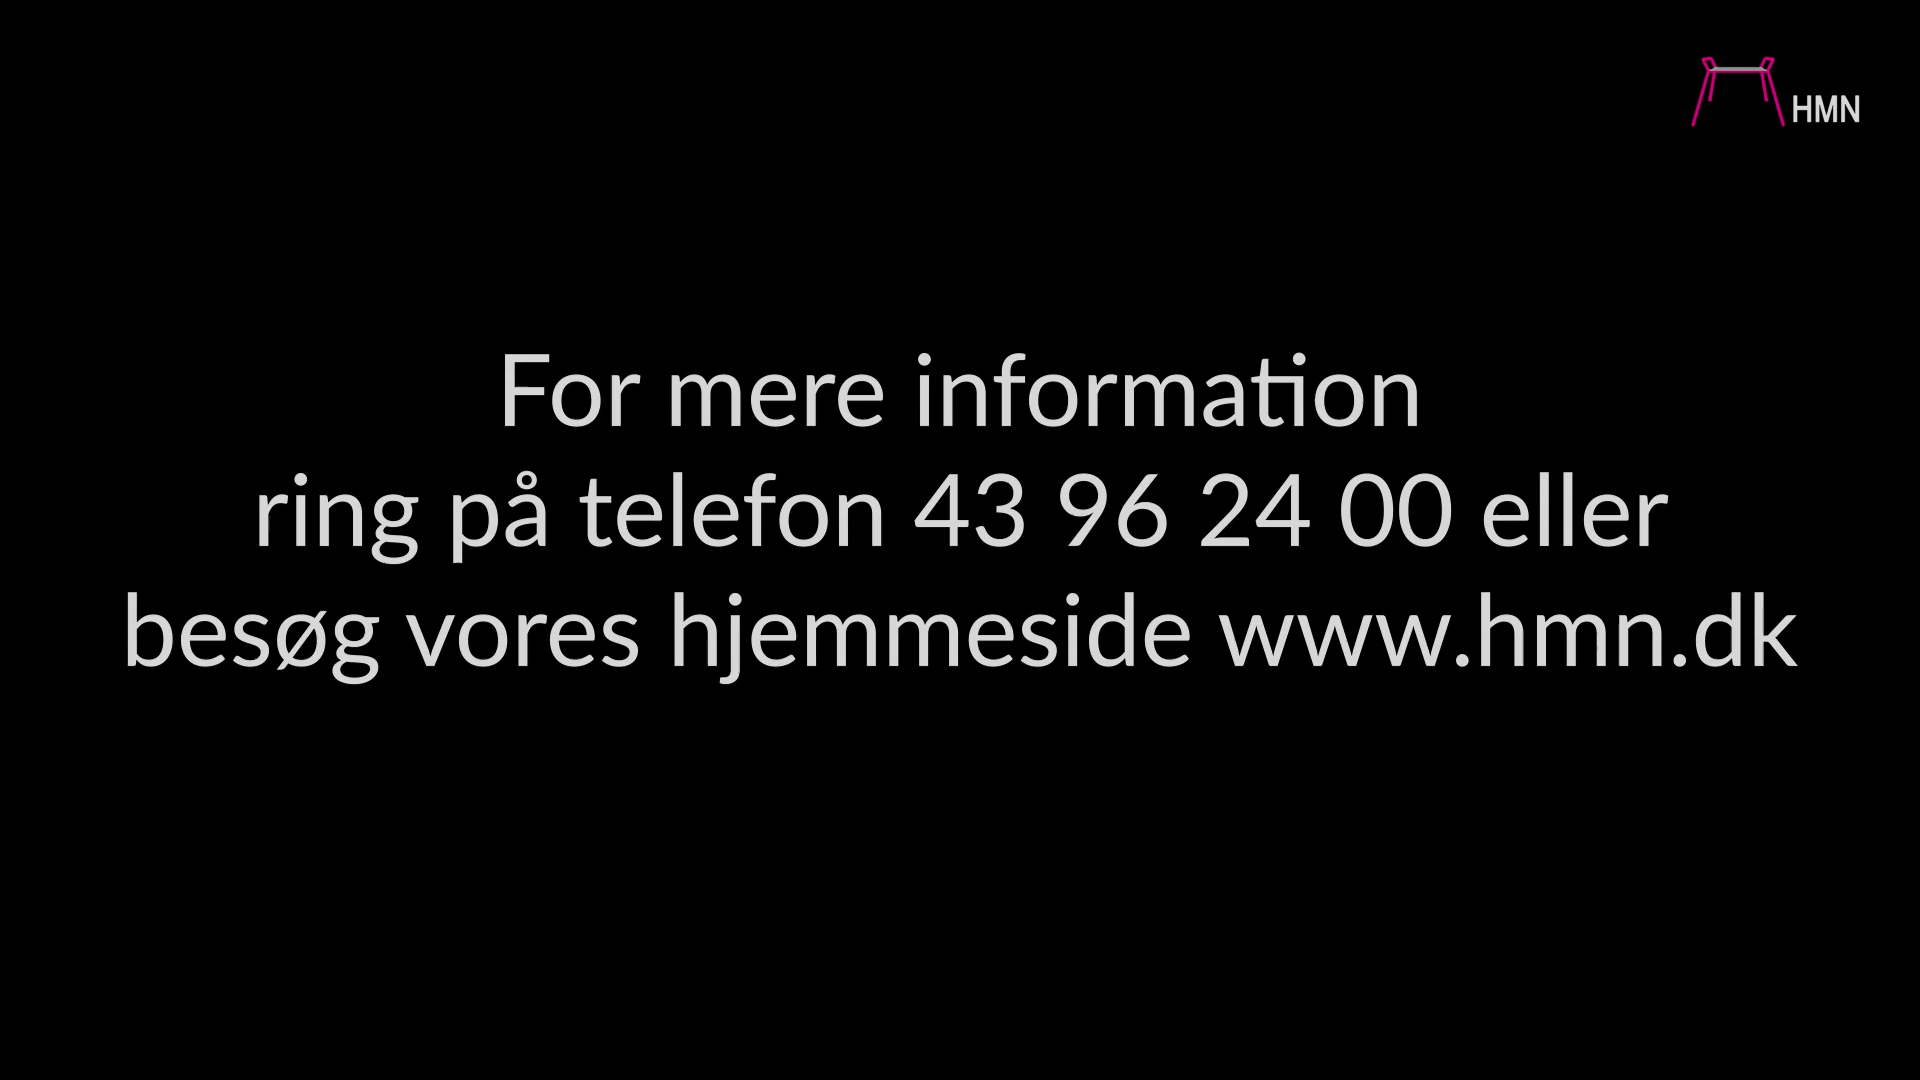 HMN
For mere information
ring på telefon 43 96 24 00 eller
besøg vores hjemmeside www.hmn.dk